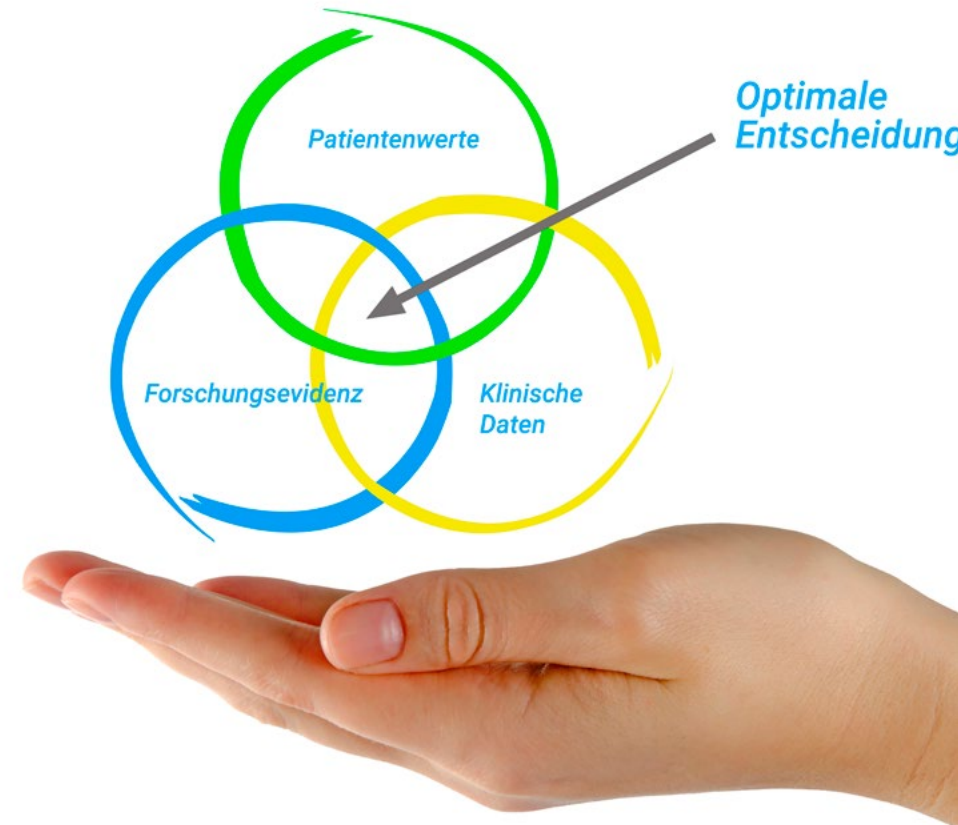 Optimale
Entscheidung
Patientenwerte
Forschungsevidenz
Klinische
Daten